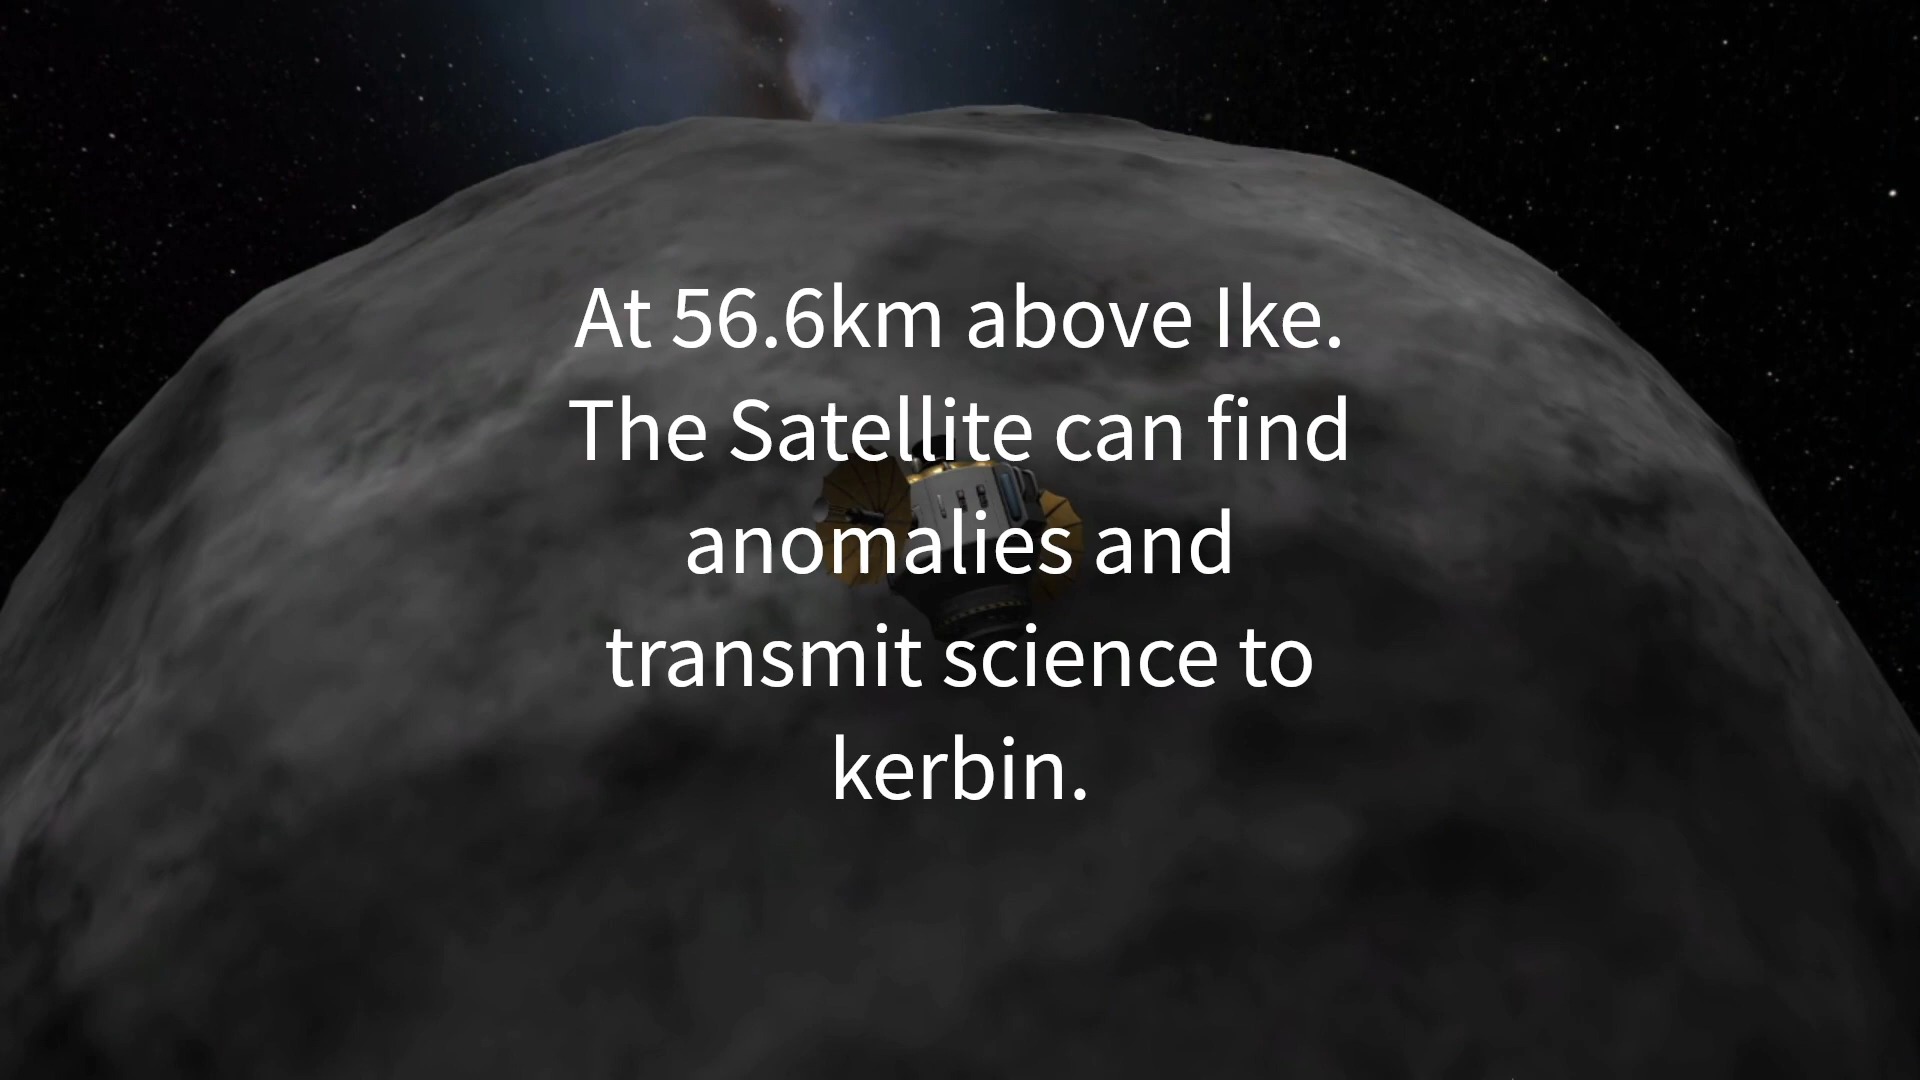 At 56.6km above Ike.
The Satellite can find
anomalies and
transmit science to
kerbin.